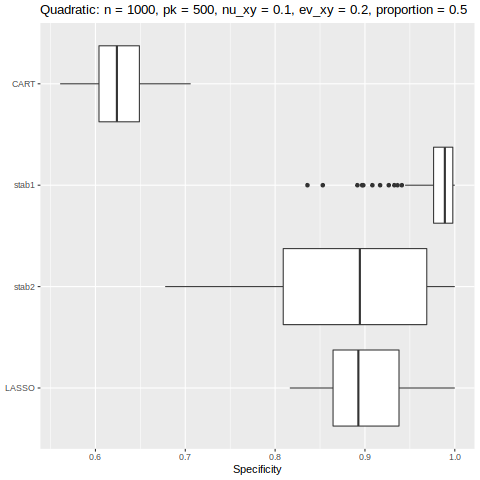 Quadratic: n = 1000, pk = 500, nu_xy = 0.1, ev_xy = 0.2, proportion = 0.5
CART
stab1
stab2
LASSO
0.6 0.7 0.8 0.9 1.0
Specificity